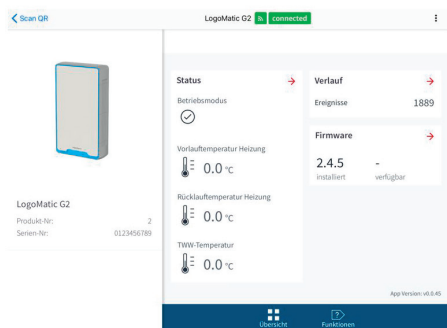 Scan QR
LogoMatic G2 connected
Status
Betriebsmodus
Vorlauftemperatur Heizung
0.0 °C
Rücklauftemperatur Heizung
0.0 °C
TWW-Temperatur
0.0 °C
Verlauf
Ereignisse 1889
Firmware
2.4.5 -
installiert verfügbar
LogoMatic G2
Produkt-Nr: 2
Serien-Nr: 0123456789
App Version: v0.0.45
Übersicht Funktionen